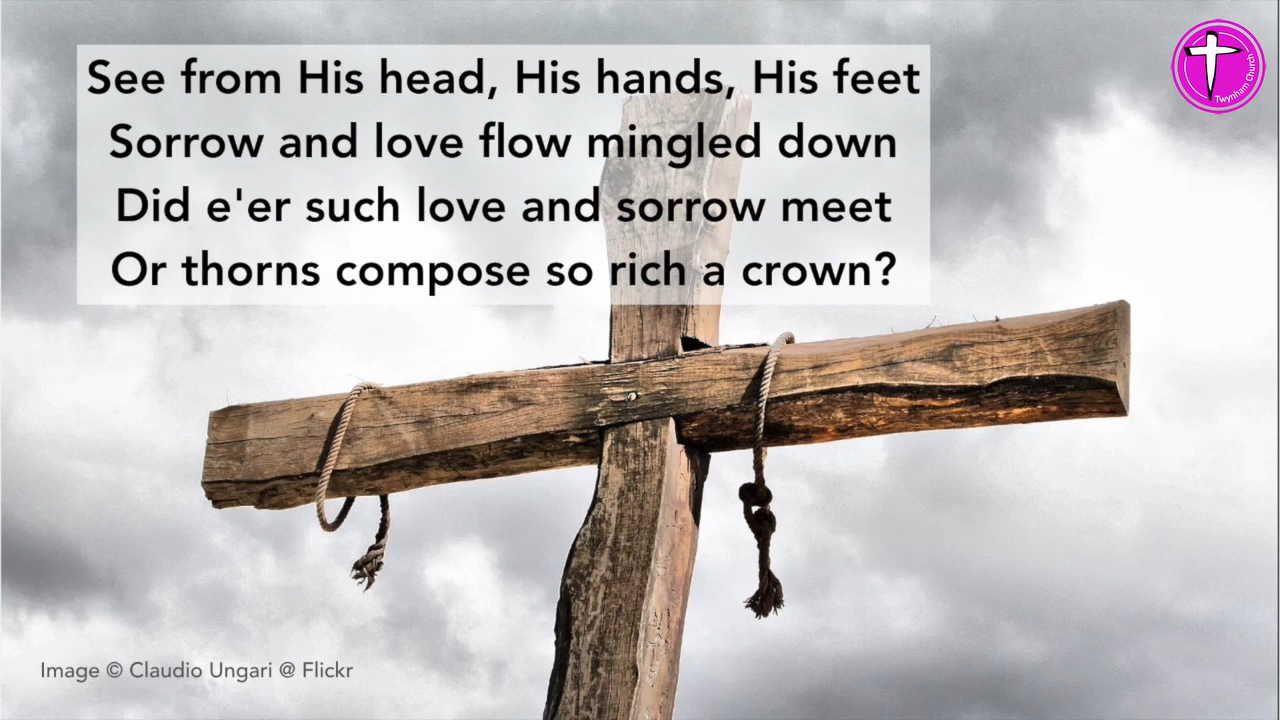 See from His head, His hands, His feet
Sorrow and love flow mingled down
Did e'er such love and sorrow meet
Or thorns compose so rich a crown?
Twynham Church
Image © Claudio Ungari @ Flickr